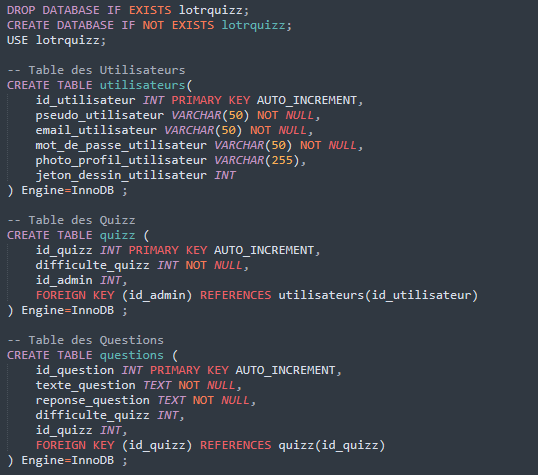 DROP DATABASE IF EXISTS lotrquizz;
CREATE DATABASE IF NOT EXISTS lotrquizz;
USE lotrquizz;

-- Table des Utilisateurs
CREATE TABLE utilisateurs(
    id_utilisateur INT PRIMARY KEY AUTO_INCREMENT,
    pseudo_utilisateur VARCHAR(50) NOT NULL,
    email_utilisateur VARCHAR(50) NOT NULL,
    mot_de_passe_utilisateur VARCHAR(50) NOT NULL,
    photo_profil_utilisateur VARCHAR(255),
    jeton_dessin_utilisateur INT
) Engine=InnoDB ;

-- Table des Quizz
CREATE TABLE quizz (
    id_quizz INT PRIMARY KEY AUTO_INCREMENT,
    difficulte_quizz INT NOT NULL,
    id_admin INT,
    FOREIGN KEY (id_admin) REFERENCES utilisateurs(id_utilisateur)
) Engine=InnoDB ;

-- Table des Questions
CREATE TABLE questions (
    id_question INT PRIMARY KEY AUTO_INCREMENT,
    texte_question TEXT NOT NULL,
    reponse_question TEXT NOT NULL,
    difficulte_quizz INT,
    id_quizz INT,
    FOREIGN KEY (id_quizz) REFERENCES quizz(id_quizz)
) Engine=InnoDB ;